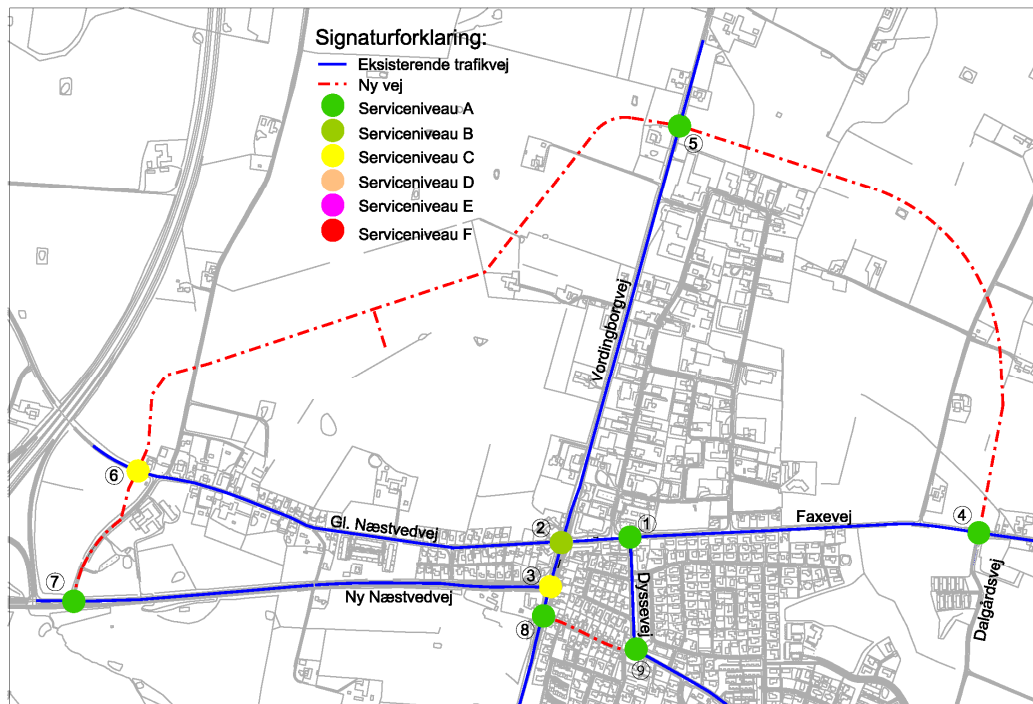 Signaturforklaring:
Eksisterende trafikvej
Ny vej
Serviceniveau A
Serviceniveau B
Serviceniveau C
Serviceniveau D
Serviceniveau E
Serviceniveau F
5
Vordingborgvej
6
Gl. Næstvedvej
2
1
Faxevej
4
7
Ny Næstvedvej
3
Dyssevej
Dalgårdsvej
8
9